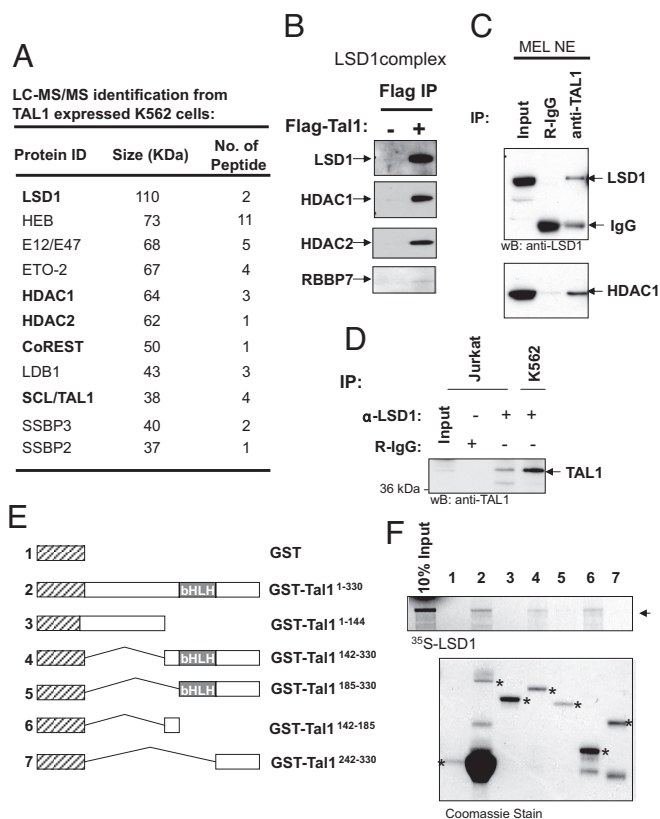 A
LC-MS/MS identification from
TAL1 expressed K562 cells:
Protein ID Size (KDa) No. of Peptide
LSD1 110 2
HEB 73 11
E12/E47 68 5
ETO-2 67 4
HDAC1 64 3
HDAC2 62 1
CoREST 50 1
LDB1 43 3
SCL/TAL1 38 4
SSBP3 40 2
SSBP2 37 1
B
LSD1complex
Flag IP
Flag-Tal1: - +
LSD1
HDAC1
HDAC2
RBBP7
C
MEL NE
IP: Input R-IgG anti-TAL1
LSD1
IgG
wB: anti-LSD1
HDAC1
D
IP: Jurkat K562
α-LSD1: Input - + +
R-IgG: + - -
TAL1
36 kDa -
wB: anti-TAL1
E
1 GST
2 bHLH GST-Tal1 1-330
3 GST-Tal1 1-144
4 bHLH GST-Tal1 142-330
5 bHLH GST-Tal1 185-330
6 GST-Tal1 142-185
7 GST-Tal1 242-330
F
10% Input 1 2 3 4 5 6 7
35S-LSD1
* * * * * * *
Coomassie Stain